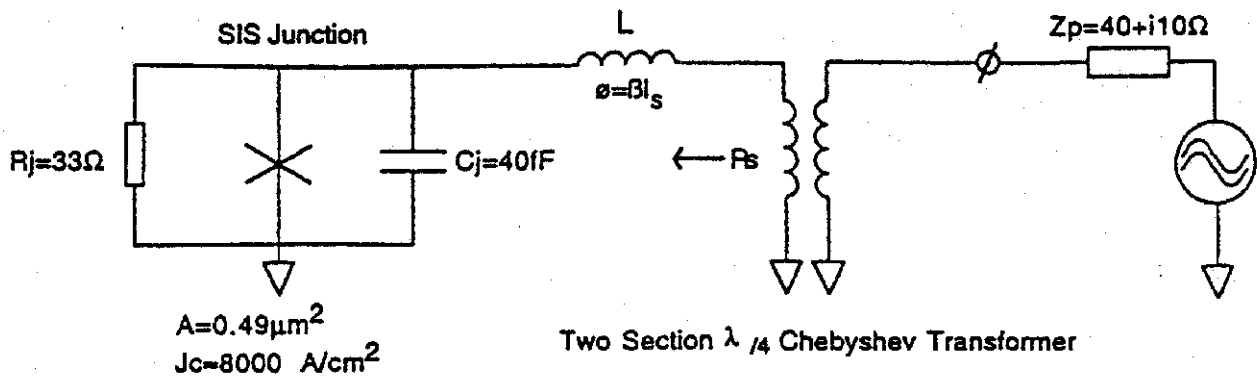 SIS Junction
L
Zp=40+i10Ω
ø=βl_s
Rj=33Ω
Cj=40fF
Rs
A=0.49μm²
Jc≈8000 A/cm²
Two Section λ/4 Chebyshev Transformer